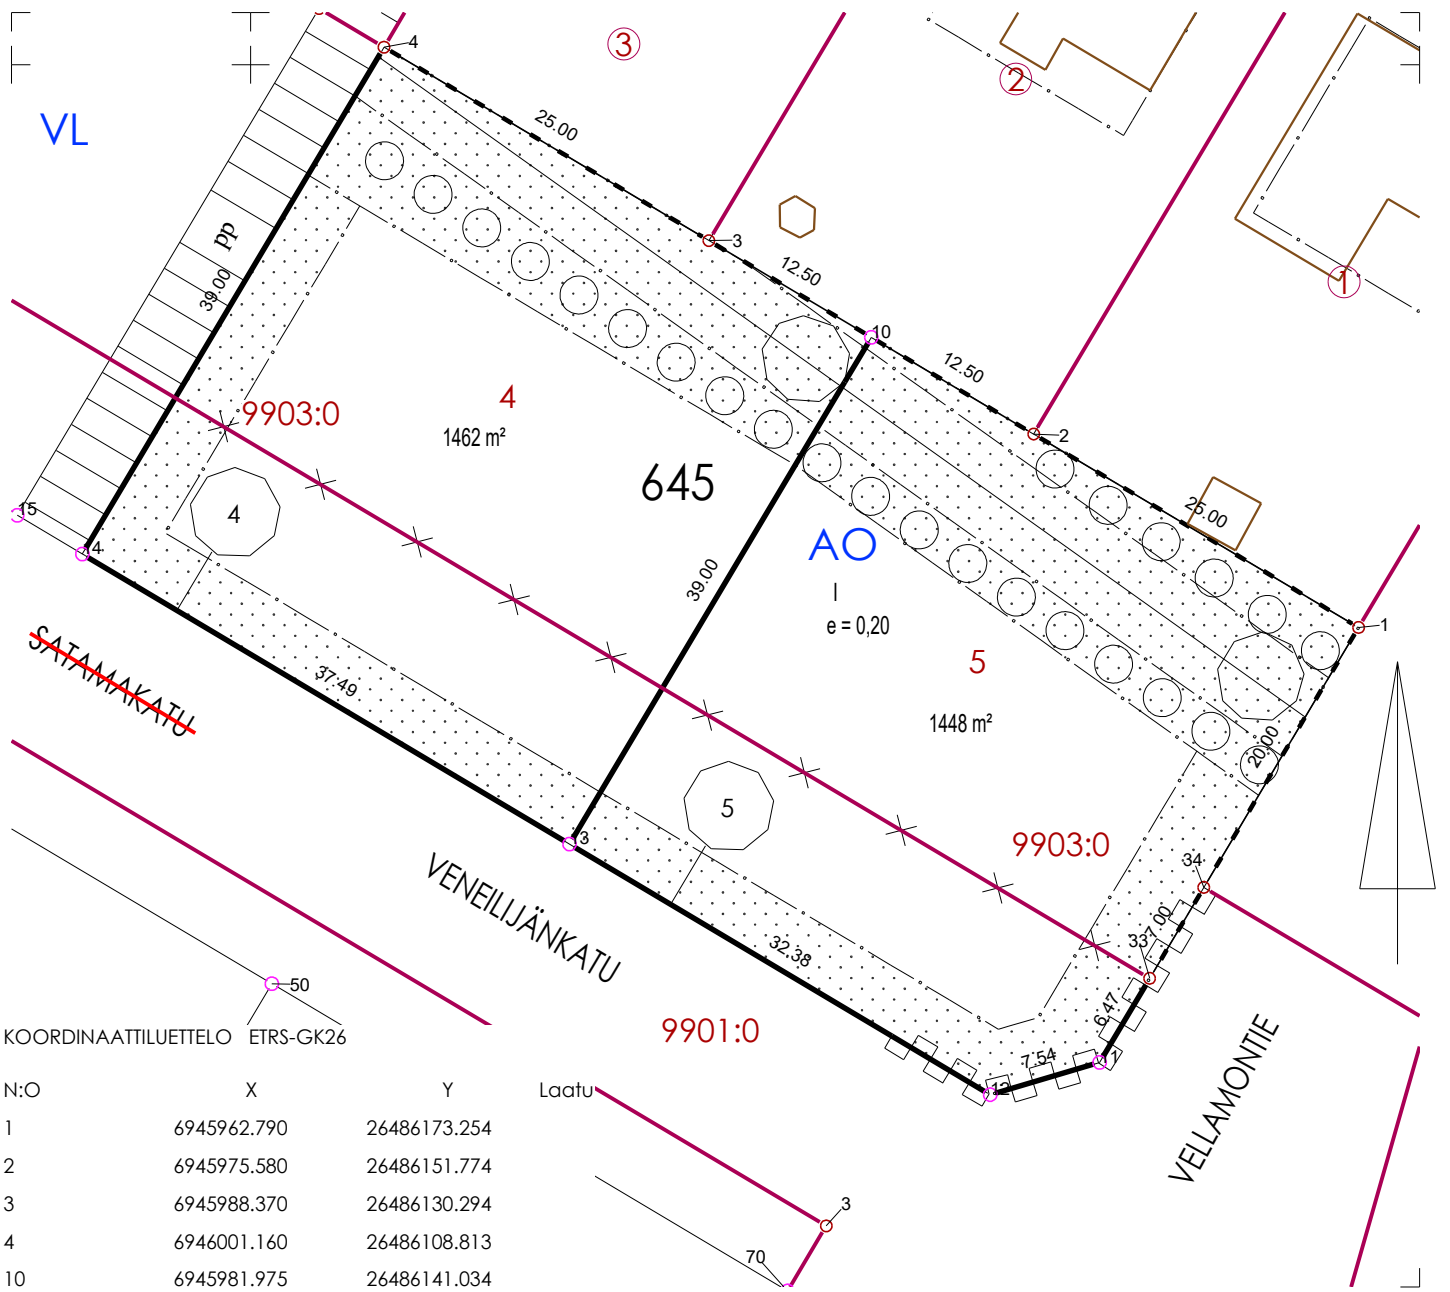 4
3
2
1
VL
25.00
3
12.50
10
12.50
2
25.00
1
pp
39.00
9903:0
4
1462 m²
645
AO
I
e = 0,20
39.00
5
1448 m²
20.00
15
14
4
SATAMAKATU
37.49
13
5
VENEILIJÄNKATU
32.38
9903:0
34
7.00
33
6.47
11
7.54
12
9901:0
VELLAMONTIE
50
3
70
KOORDINAATTILUETTELO ETRS-GK26
N:O X Y Laatu
1 6945962.790 26486173.254
2 6945975.580 26486151.774
3 6945988.370 26486130.294
4 6946001.160 26486108.813
10 6945981.975 26486141.034